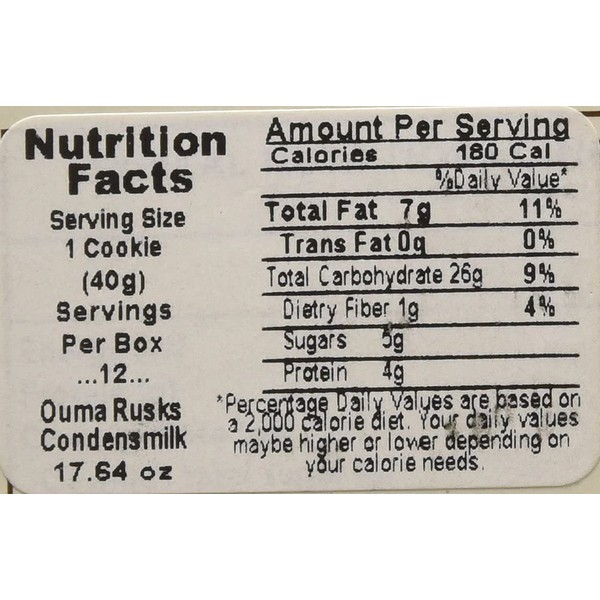 Nutrition
Facts
Serving Size
1 Cookie
(40g)
Servings
Per Box
...12...
Ouma Rusks
Condensmilk
17.64 oz
Amount Per Serving
Calories 180 Cal
%Daily Value*
Total Fat 7g 11%
Trans Fat 0g 0%
Total Carbohydrate 26g 9%
Dietry Fiber 1g 4%
Sugars 5g
Protein 4g
*Percentage Daily Values are based on
a 2,000 calorie diet. Your daily values
maybe higher or lower depending on
your calorie needs.